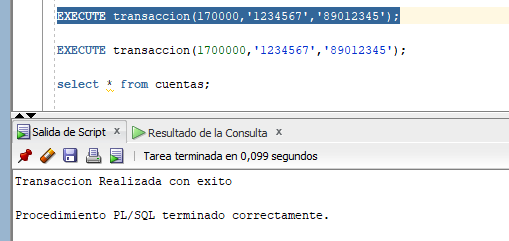 EXECUTE transaccion(170000,'1234567','89012345');
EXECUTE transaccion(1700000,'1234567','89012345');
select * from cuentas;
Salida de Script x Resultado de la Consulta x
Tarea terminada en 0,099 segundos
Transaccion Realizada con exito
Procedimiento PL/SQL terminado correctamente.